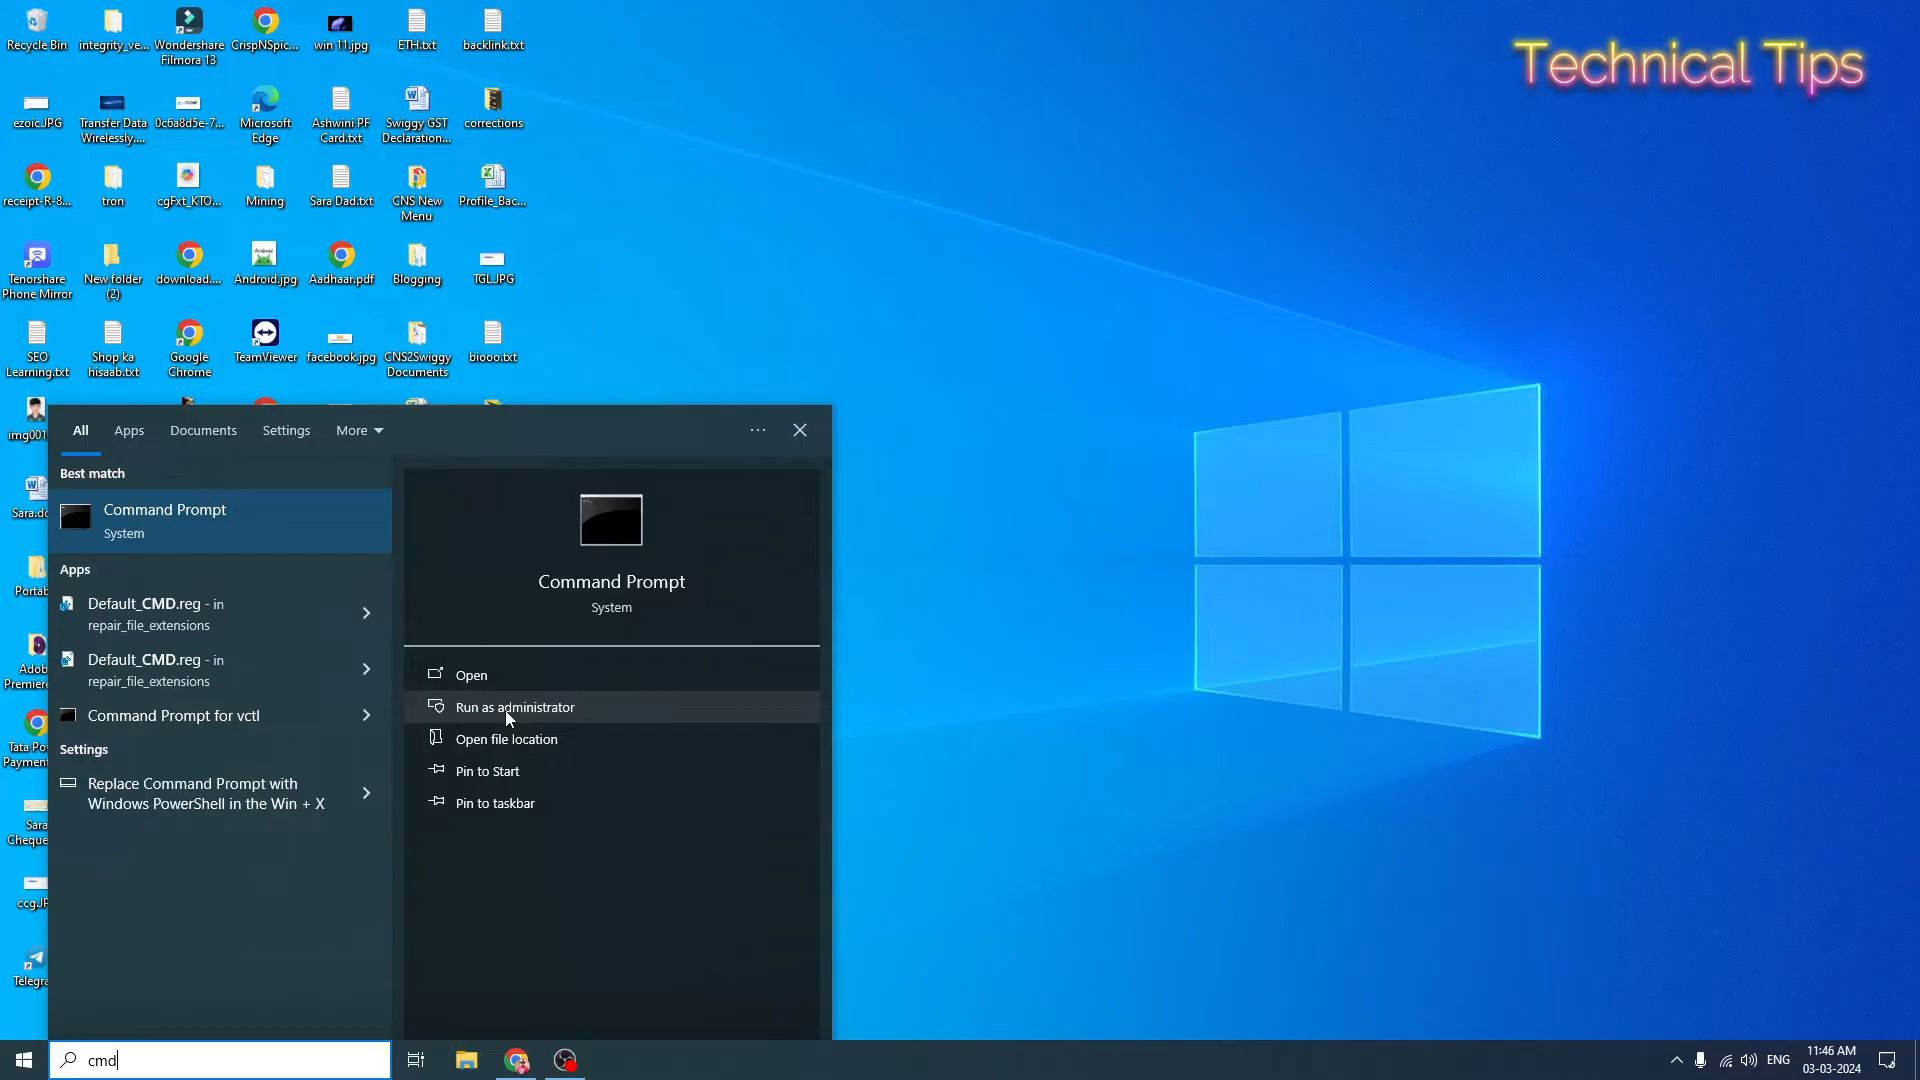 Recycle Bin
integrity_ve...
Wondershare
Filmora 13
CrispNSpic...
win 11.jpg
ETH.txt
backlink.txt
Technical Tips
ezoic.JPG
Transfer Data
Wirelessly....
0c6a8d5e-7...
Microsoft
Edge
Ashwini PF
Card.txt
Swiggy GST
Declaration...
corrections
receipt-R-8...
tron
cgFxt_KTO...
Mining
Sara Dad.txt
CNS New
Menu
Profile_Bac...
Tenorshare
Phone Mirror
New folder
(2)
download....
Android.jpg
Aadhaar.pdf
Blogging
TGL.JPG
SEO
Learning.txt
Shop ka
hisaab.txt
Google
Chrome
TeamViewer
facebook.jpg
CNS2Swiggy
Documents
biooo.txt
img001
Sara.do
Portab
Adob
Premiere
Tata Po
Payment
Sara
Cheque
ccg.JP
Telegra
All
Apps
Documents
Settings
More
Best match
Command Prompt
System
Apps
Default_CMD.reg - in
repair_file_extensions
Default_CMD.reg - in
repair_file_extensions
Command Prompt for vctl
Settings
Replace Command Prompt with
Windows PowerShell in the Win + X
Command Prompt
System
Open
Run as administrator
Open file location
Pin to Start
Pin to taskbar
cmd
ENG
11:46 AM
03-03-2024